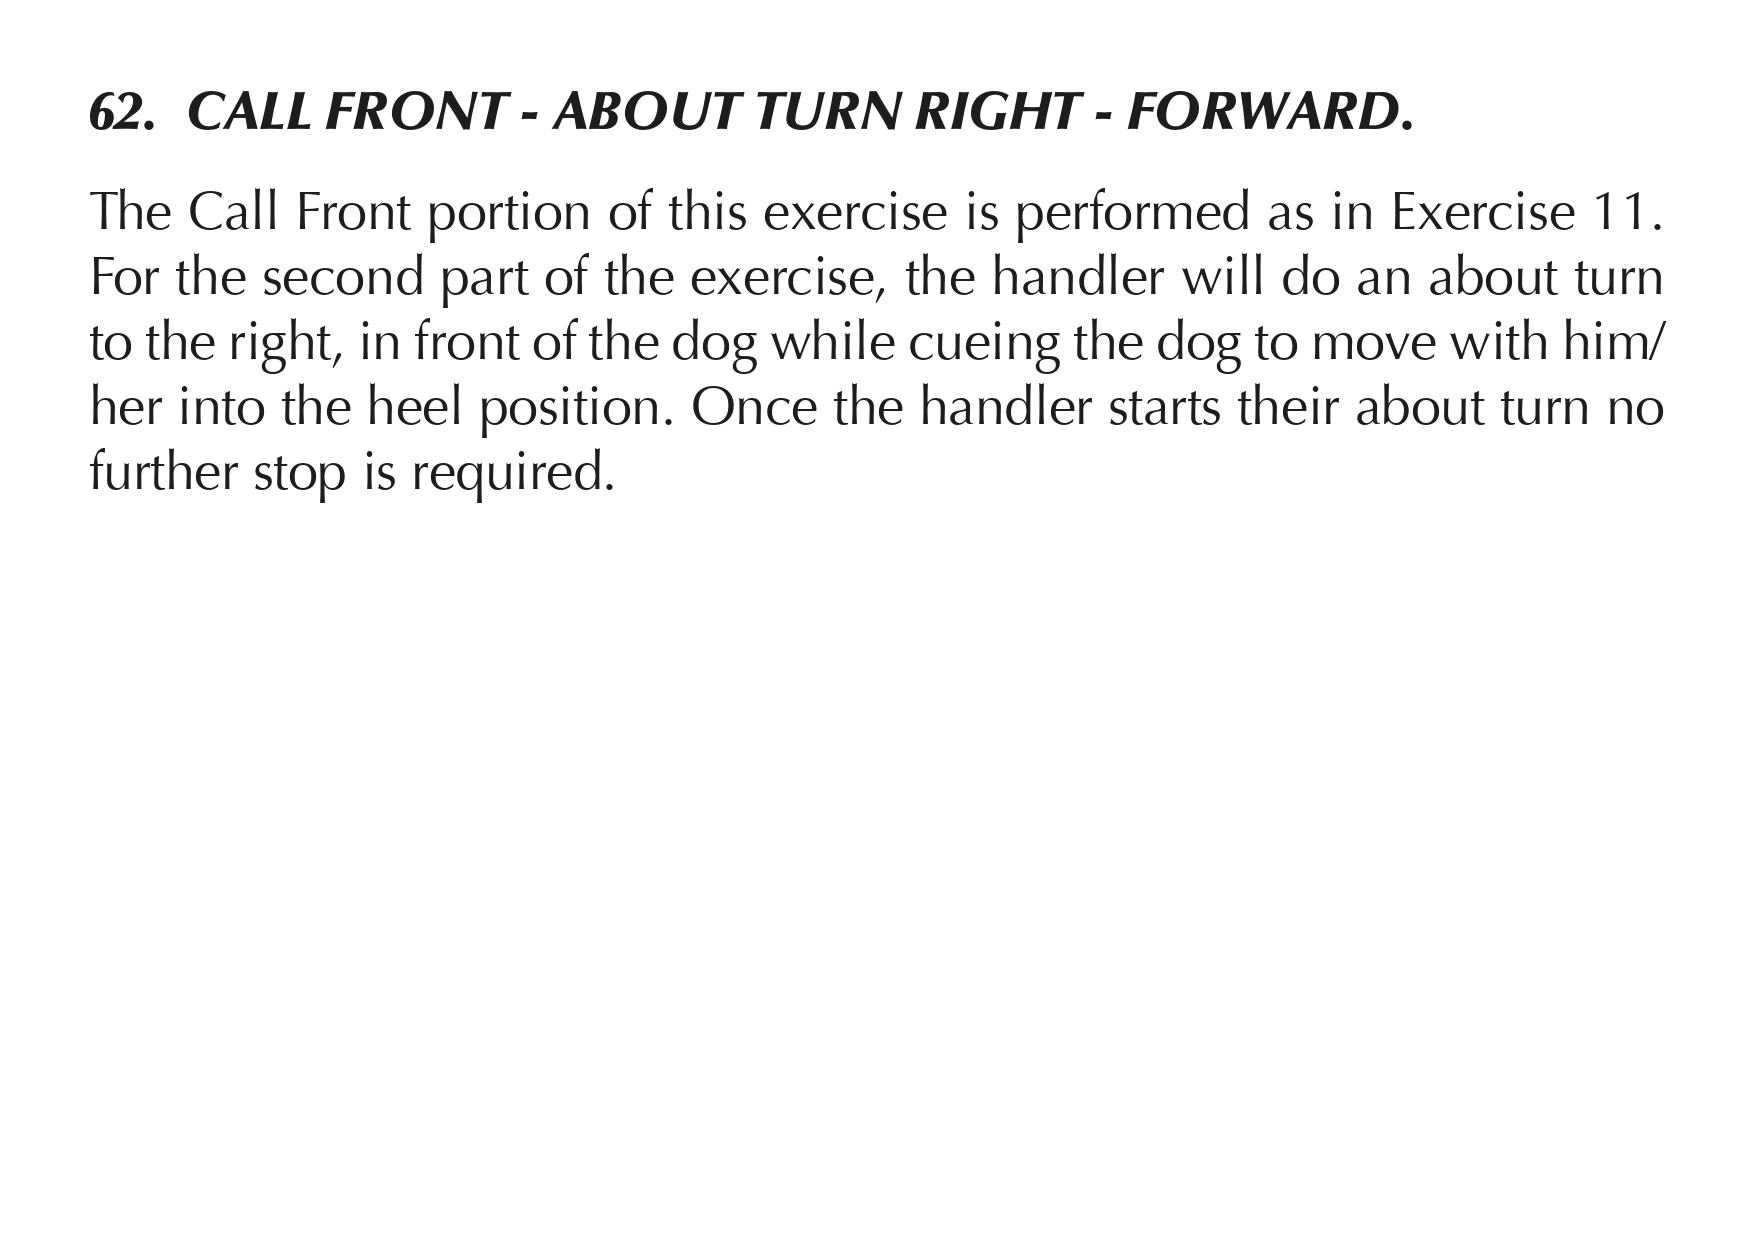 62. CALL FRONT - ABOUT TURN RIGHT - FORWARD.
The Call Front portion of this exercise is performed as in Exercise 11.
For the second part of the exercise, the handler will do an about turn
to the right, in front of the dog while cueing the dog to move with him/
her into the heel position. Once the handler starts their about turn no
further stop is required.